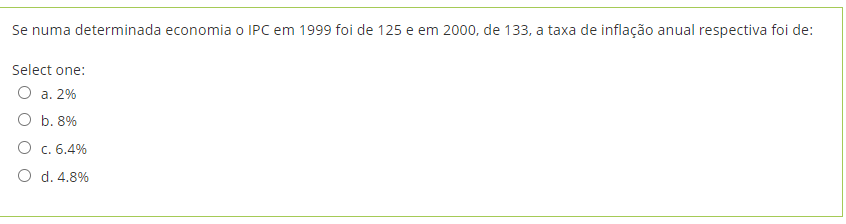 Se numa determinada economia o IPC em 1999 foi de 125 e em 2000, de 133, a taxa de inflação anual respectiva foi de:
Select one:
a. 2%
b. 8%
c. 6.4%
d. 4.8%